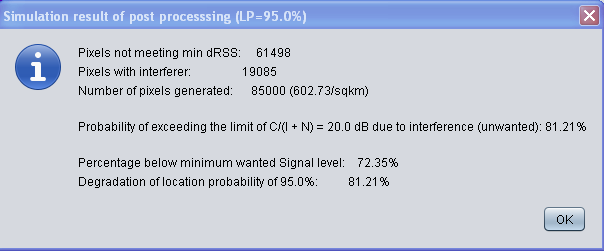 Simulation result of post processsing (LP=95.0%)
Pixels not meeting min dRSS: 61498
Pixels with interferer: 19085
Number of pixels generated: 85000 (602.73/sqkm)
Probability of exceeding the limit of C/(I + N) = 20.0 dB due to interference (unwanted): 81.21%
Percentage below minimum wanted Signal level: 72.35%
Degradation of location probability of 95.0%: 81.21%
OK